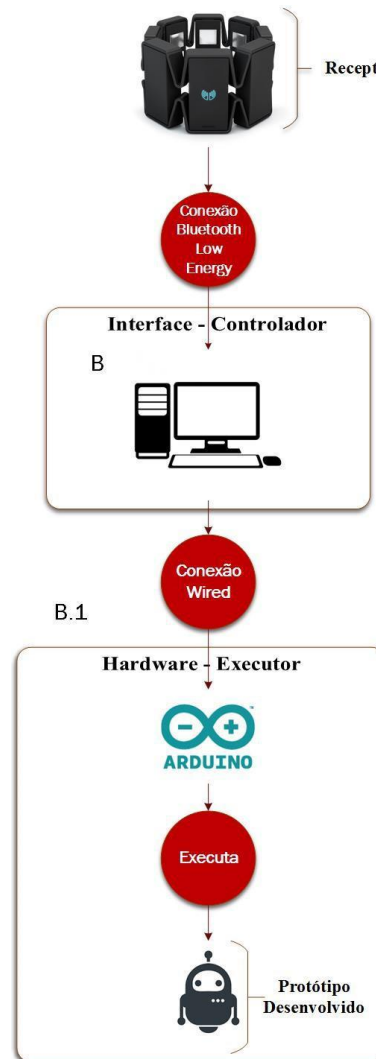 Recept
Conexão
Bluetooth
Low
Energy
Interface - Controlador
B
Conexão
Wired
B.1
Hardware - Executor
ARDUINO
Executa
Protótipo
Desenvolvido